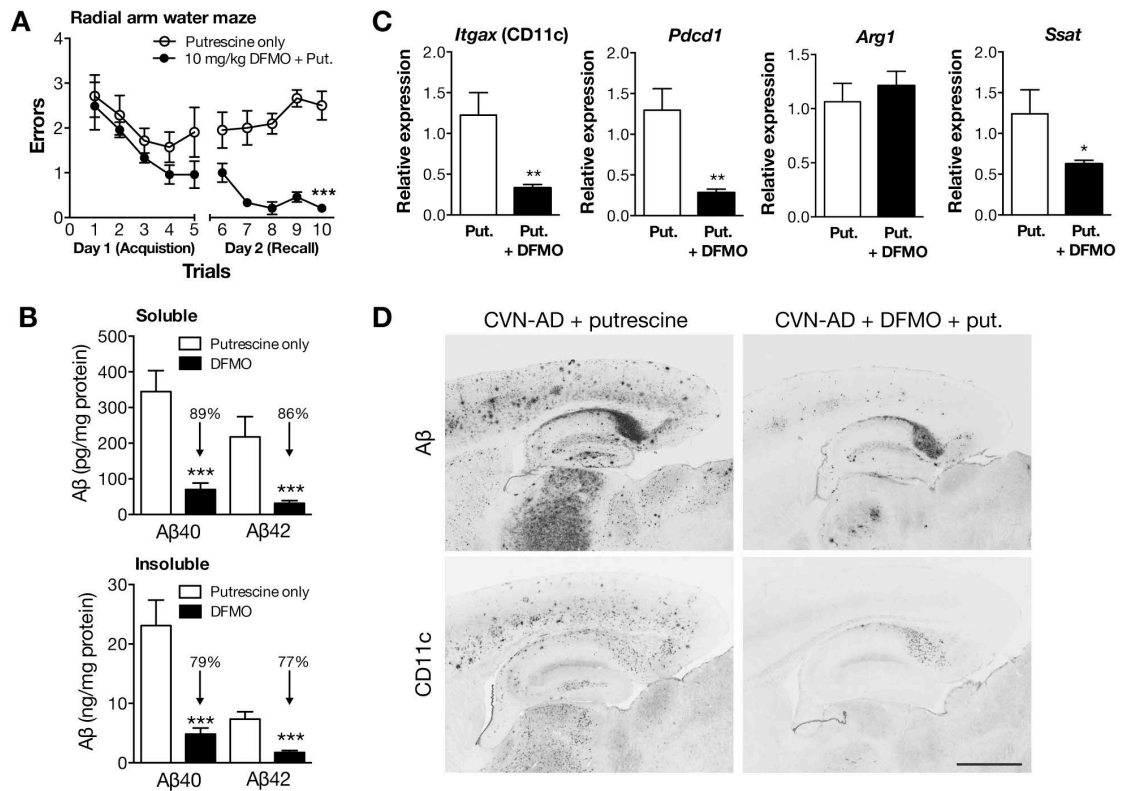 A
Radial arm water maze
Putrescine only
10 mg/kg DFMO + Put.
Errors
4
3
2
1
0
***
0 1 2 3 4 5 6 7 8 9 10
Day 1 (Acquistion) Day 2 (Recall)
Trials
B
Soluble
Putrescine only
DFMO
Aβ (pg/mg protein)
500
400
300
200
100
0
89% 86%
*** ***
Aβ40 Aβ42
Insoluble
Putrescine only
DFMO
Aβ (ng/mg protein)
30
20
10
0
79% 77%
*** ***
Aβ40 Aβ42
C
Itgax (CD11c)
Relative expression
2.0
1.5
1.0
0.5
0.0
**
Put. Put.
+ DFMO
Pdcd1
Relative expression
2.0
1.5
1.0
0.5
0.0
**
Put. Put.
+ DFMO
Arg1
Relative expression
1.5
1.0
0.5
0.0
Put. Put.
+ DFMO
Ssat
Relative expression
2.0
1.5
1.0
0.5
0.0
*
Put. Put.
+ DFMO
D
CVN-AD + putrescine CVN-AD + DFMO + put.
Aβ
CD11c